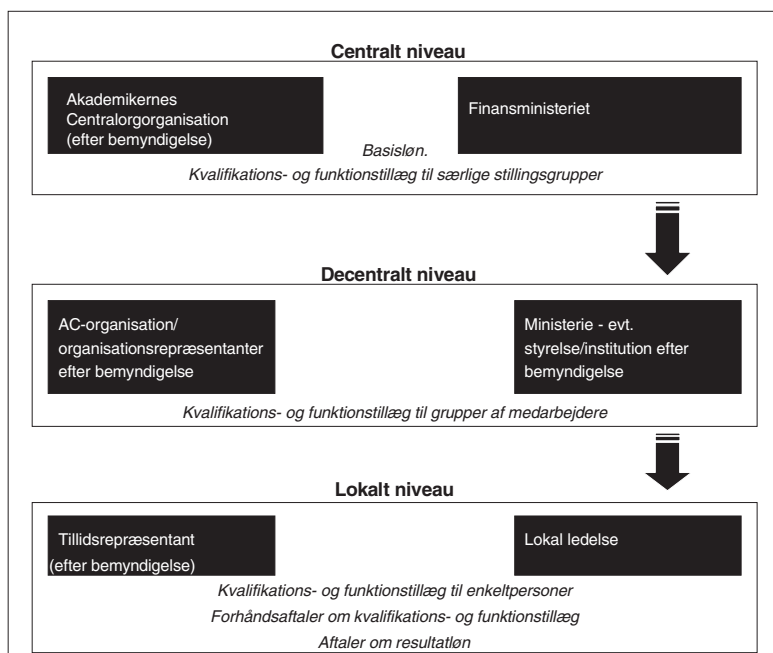 Centralt niveau
Akademikernes
Centralorgorganisation
(efter bemyndigelse)
Finansministeriet
Basisløn.
Kvalifikations- og funktionstillæg til særlige stillingsgrupper
Decentralt niveau
AC-organisation/
organisationsrepræsentanter
efter bemyndigelse
Ministerie - evt.
styrelse/institution efter
bemyndigelse
Kvalifikations- og funktionstillæg til grupper af medarbejdere
Lokalt niveau
Tillidsrepræsentant
(efter bemyndigelse)
Lokal ledelse
Kvalifikations- og funktionstillæg til enkeltpersoner
Forhåndsaftaler om kvalifikations- og funktionstillæg
Aftaler om resultatløn